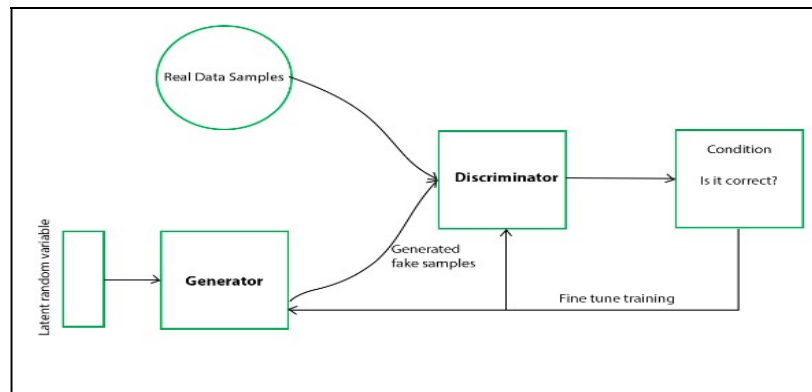 Real Data Samples
Condition
Is it correct?
Discriminator
Generated
fake samples
Latent random variable
Generator
Fine tune training